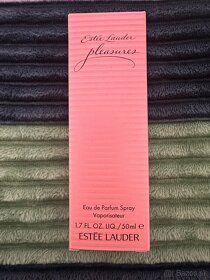 Estée Lauder
pleasures
Eau de Parfum Spray
Vaporisateur
1.7 FL. OZ. LIQ. / 50ml ℮
ESTĒE LAUDER